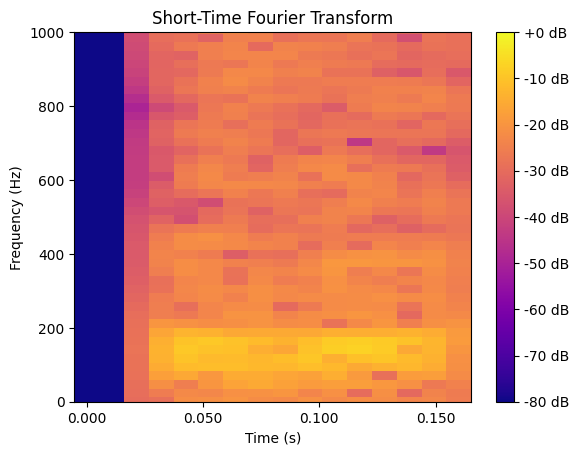 Short-Time Fourier Transform
1000
800
600
400
200
0
Frequency (Hz)
0.000
0.050
0.100
0.150
Time (s)
+0 dB
-10 dB
-20 dB
-30 dB
-40 dB
-50 dB
-60 dB
-70 dB
-80 dB